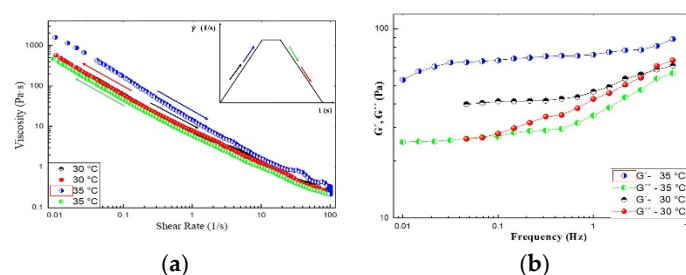 (a)
(b)
γ̇ (1/s)
t (s)
Viscosity (Pa·s)
1000
100
10
1
0.1
30 °C
30 °C
35 °C
35 °C
0.01 0.1 1 10 100
Shear Rate (1/s)
G´, G´´ (Pa)
100
10
G´- 35 °C
G´´ - 35 °C
G´ - 30 °C
G´´ - 30 °C
0.01 0.1 1
Frequency (Hz)
(a) (b)